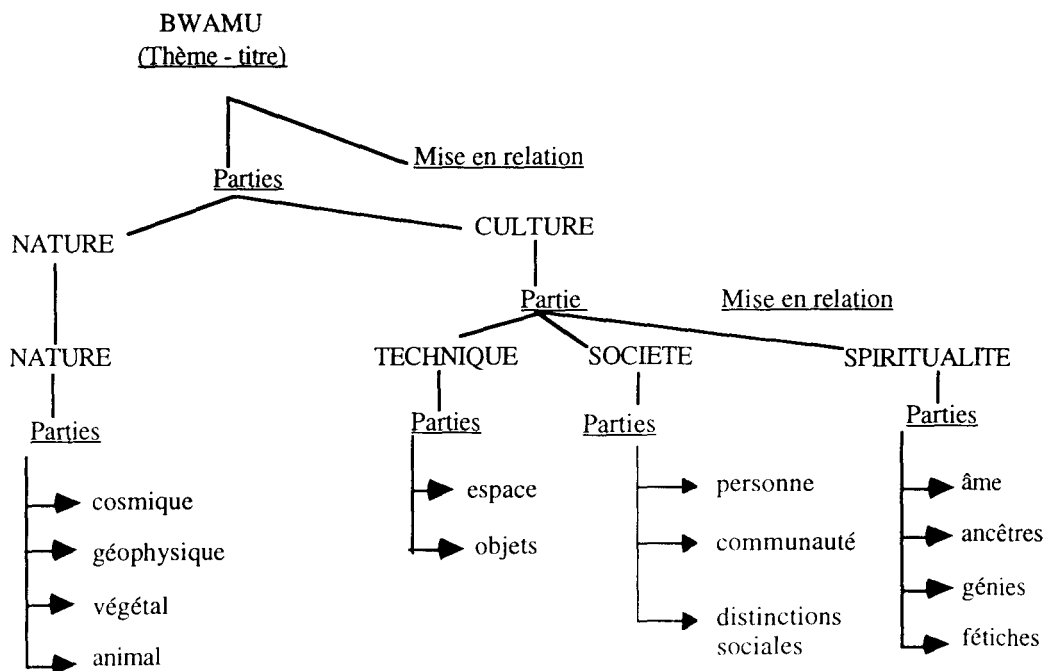 BWAMU
(Thème - titre)
Mise en relation
Parties
NATURE
CULTURE
Partie
Mise en relation
NATURE
TECHNIQUE
SOCIETE
SPIRITUALITE
Parties
Parties
Parties
Parties
cosmique
géophysique
végétal
animal
espace
objets
personne
communauté
distinctions
sociales
âme
ancêtres
génies
fétiches